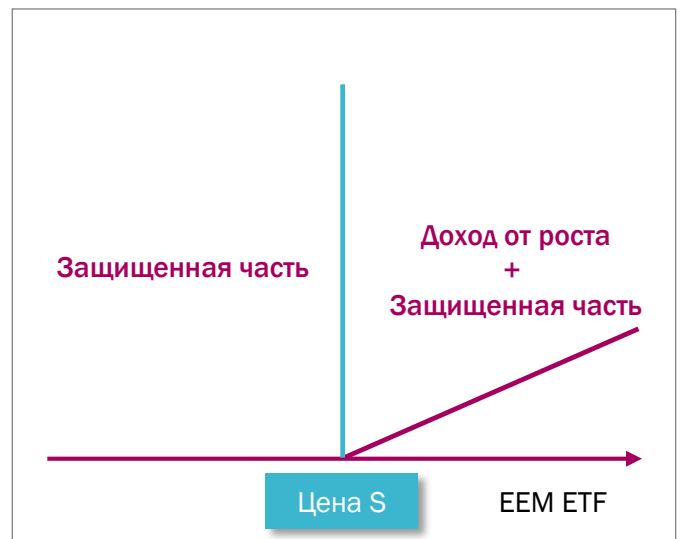 Защищенная часть
Доход от роста
+
Защищенная часть
Цена S
EEM ETF